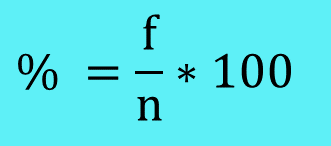 % = f/n * 100